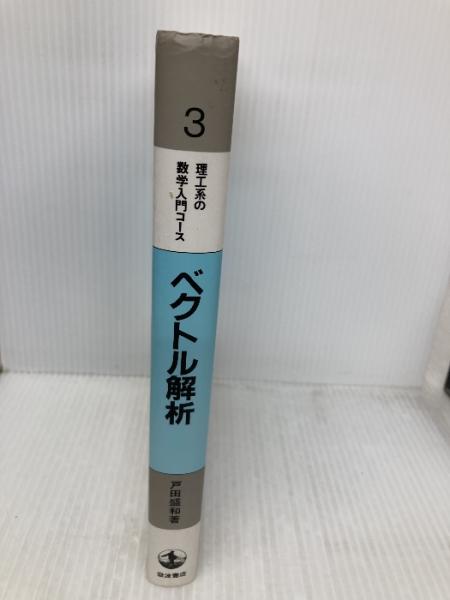 3
理工系の
数学入門コース
ベクトル解析
戸田盛和著
岩波書店